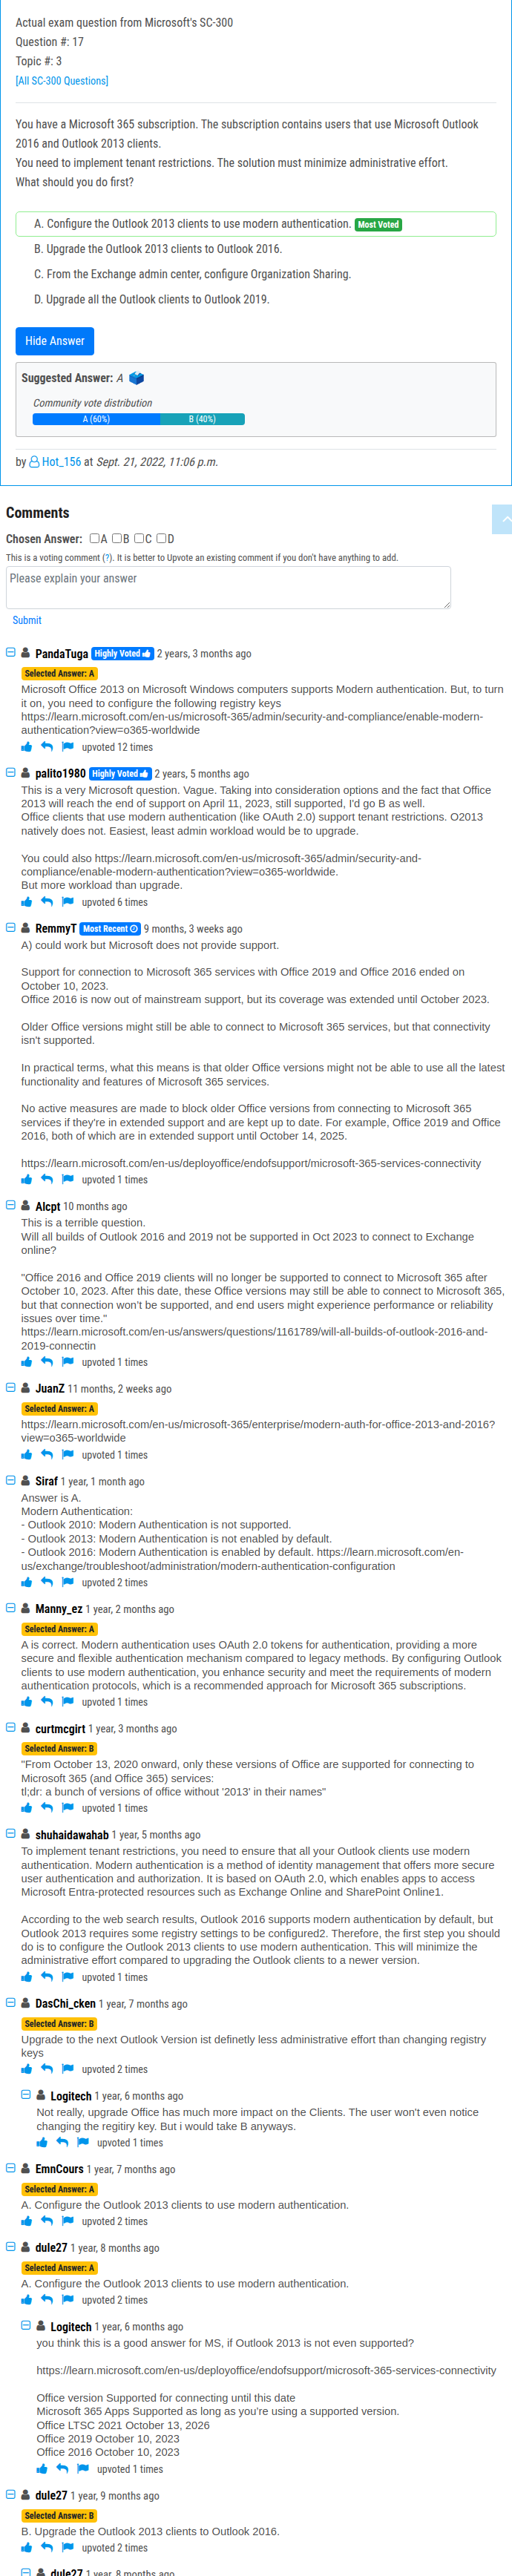 Actual exam question from Microsoft's SC-300
Question #: 17
Topic #: 3
[All SC-300 Questions]
You have a Microsoft 365 subscription. The subscription contains users that use Microsoft Outlook
2016 and Outlook 2013 clients.
You need to implement tenant restrictions. The solution must minimize administrative effort.
What should you do first?
A. Configure the Outlook 2013 clients to use modern authentication. Most Voted
B. Upgrade the Outlook 2013 clients to Outlook 2016.
C. From the Exchange admin center, configure Organization Sharing.
D. Upgrade all the Outlook clients to Outlook 2019.
Hide Answer
Suggested Answer: A
Community vote distribution
A (60%) B (40%)
by Hot_156 at Sept. 21, 2022, 11:06 p.m.
Comments
Chosen Answer: A B C D
This is a voting comment (?). It is better to Upvote an existing comment if you don't have anything to add.
Please explain your answer
Submit
PandaTuga Highly Voted 2 years, 3 months ago
Selected Answer: A
Microsoft Office 2013 on Microsoft Windows computers supports Modern authentication. But, to turn
it on, you need to configure the following registry keys
https://learn.microsoft.com/en-us/microsoft-365/admin/security-and-compliance/enable-modern-
authentication?view=o365-worldwide
upvoted 12 times
palito1980 Highly Voted 2 years, 5 months ago
This is a very Microsoft question. Vague. Taking into consideration options and the fact that Office
2013 will reach the end of support on April 11, 2023, still supported, I'd go B as well.
Office clients that use modern authentication (like OAuth 2.0) support tenant restrictions. O2013
natively does not. Easiest, least admin workload would be to upgrade.
You could also https://learn.microsoft.com/en-us/microsoft-365/admin/security-and-
compliance/enable-modern-authentication?view=o365-worldwide.
But more workload than upgrade.
upvoted 6 times
RemmyT Most Recent 9 months, 3 weeks ago
A) could work but Microsoft does not provide support.
Support for connection to Microsoft 365 services with Office 2019 and Office 2016 ended on
October 10, 2023.
Office 2016 is now out of mainstream support, but its coverage was extended until October 2023.
Older Office versions might still be able to connect to Microsoft 365 services, but that connectivity
isn't supported.
In practical terms, what this means is that older Office versions might not be able to use all the latest
functionality and features of Microsoft 365 services.
No active measures are made to block older Office versions from connecting to Microsoft 365
services if they're in extended support and are kept up to date. For example, Office 2019 and Office
2016, both of which are in extended support until October 14, 2025.
https://learn.microsoft.com/en-us/deployoffice/endofsupport/microsoft-365-services-connectivity
upvoted 1 times
Alcpt 10 months ago
This is a terrible question.
Will all builds of Outlook 2016 and 2019 not be supported in Oct 2023 to connect to Exchange
online?
"Office 2016 and Office 2019 clients will no longer be supported to connect to Microsoft 365 after
October 10, 2023. After this date, these Office versions may still be able to connect to Microsoft 365,
but that connection won't be supported, and end users might experience performance or reliability
issues over time."
https://learn.microsoft.com/en-us/answers/questions/1161789/will-all-builds-of-outlook-2016-and-
2019-connectin
upvoted 1 times
JuanZ 11 months, 2 weeks ago
Selected Answer: A
https://learn.microsoft.com/en-us/microsoft-365/enterprise/modern-auth-for-office-2013-and-2016?
view=o365-worldwide
upvoted 1 times
Siraf 1 year, 1 month ago
Answer is A.
Modern Authentication:
- Outlook 2010: Modern Authentication is not supported.
- Outlook 2013: Modern Authentication is not enabled by default.
- Outlook 2016: Modern Authentication is enabled by default. https://learn.microsoft.com/en-
us/exchange/troubleshoot/administration/modern-authentication-configuration
upvoted 2 times
Manny_ez 1 year, 2 months ago
Selected Answer: A
A is correct. Modern authentication uses OAuth 2.0 tokens for authentication, providing a more
secure and flexible authentication mechanism compared to legacy methods. By configuring Outlook
clients to use modern authentication, you enhance security and meet the requirements of modern
authentication protocols, which is a recommended approach for Microsoft 365 subscriptions.
upvoted 1 times
curtmcgirt 1 year, 3 months ago
Selected Answer: B
"From October 13, 2020 onward, only these versions of Office are supported for connecting to
Microsoft 365 (and Office 365) services:
tl;dr: a bunch of versions of office without '2013' in their names"
upvoted 1 times
shuhaidawahab 1 year, 5 months ago
To implement tenant restrictions, you need to ensure that all your Outlook clients use modern
authentication. Modern authentication is a method of identity management that offers more secure
user authentication and authorization. It is based on OAuth 2.0, which enables apps to access
Microsoft Entra-protected resources such as Exchange Online and SharePoint Online1.
According to the web search results, Outlook 2016 supports modern authentication by default, but
Outlook 2013 requires some registry settings to be configured2. Therefore, the first step you should
do is to configure the Outlook 2013 clients to use modern authentication. This will minimize the
administrative effort compared to upgrading the Outlook clients to a newer version.
upvoted 1 times
DasChi_cken 1 year, 7 months ago
Selected Answer: B
Upgrade to the next Outlook Version ist definetly less administrative effort than changing registry
keys
upvoted 2 times
Logitech 1 year, 6 months ago
Not really, upgrade Office has much more impact on the Clients. The user won't even notice
changing the regitiry key. But i would take B anyways.
upvoted 1 times
EmnCours 1 year, 7 months ago
Selected Answer: A
A. Configure the Outlook 2013 clients to use modern authentication.
upvoted 2 times
dule27 1 year, 8 months ago
Selected Answer: A
A. Configure the Outlook 2013 clients to use modern authentication.
upvoted 2 times
Logitech 1 year, 6 months ago
you think this is a good answer for MS, if Outlook 2013 is not even supported?
https://learn.microsoft.com/en-us/deployoffice/endofsupport/microsoft-365-services-connectivity
Office version Supported for connecting until this date
Microsoft 365 Apps Supported as long as you're using a supported version.
Office LTSC 2021 October 13, 2026
Office 2019 October 10, 2023
Office 2016 October 10, 2023
upvoted 1 times
dule27 1 year, 9 months ago
Selected Answer: B
B. Upgrade the Outlook 2013 clients to Outlook 2016.
upvoted 2 times
dule27 1 year, 8 months ago